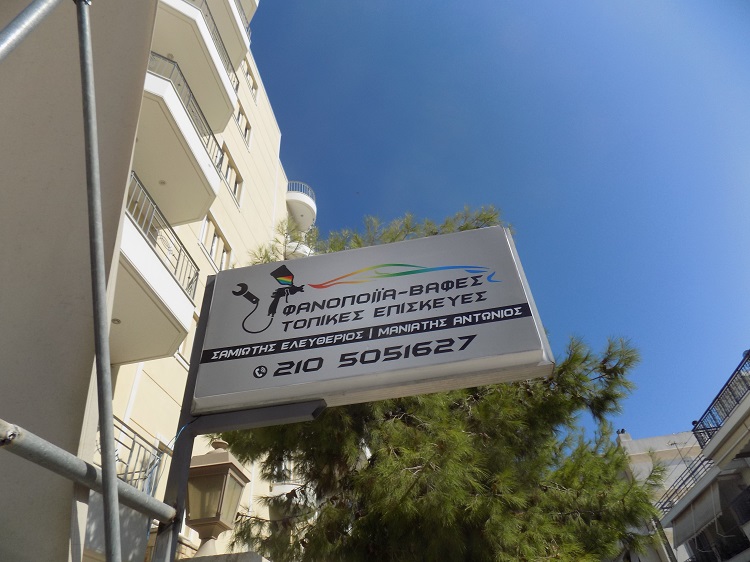 ΦΑΝΟΠΟΙΪΑ-ΒΑΦΕΣ
ΤΟΠΙΚΕΣ ΕΠΙΣΚΕΥΕΣ
ΣΑΜΙΩΤΗΣ ΕΛΕΥΘΕΡΙΟΣ | ΜΑΝΙΑΤΗΣ ΑΝΤΩΝΙΟΣ
210 5051627